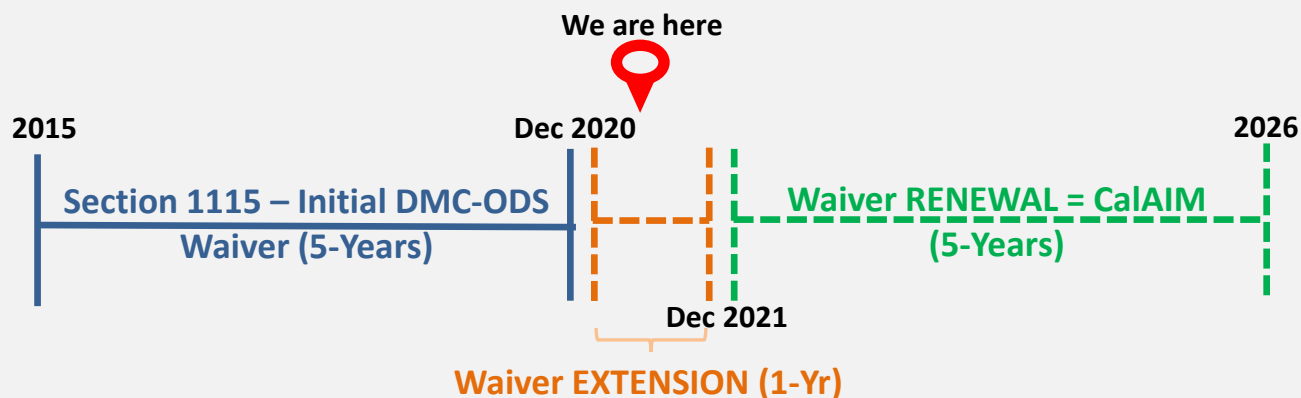 We are here
2015
Dec 2020
2026
Section 1115 – Initial DMC-ODS
Waiver (5-Years)
Waiver RENEWAL = CalAIM
(5-Years)
Dec 2021
Waiver EXTENSION (1-Yr)